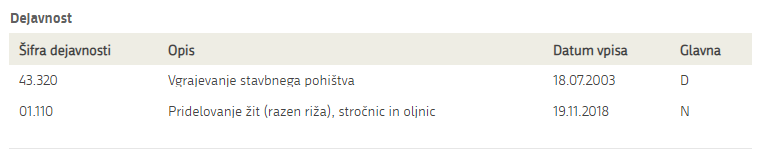 Dejavnost
Šifra dejavnosti Opis Datum vpisa Glavna
43.320 Vgrajevanje stavbnega pohištva 18.07.2003 D
01.110 Pridelovanje žit (razen riža), stročnic in oljnic 19.11.2018 N